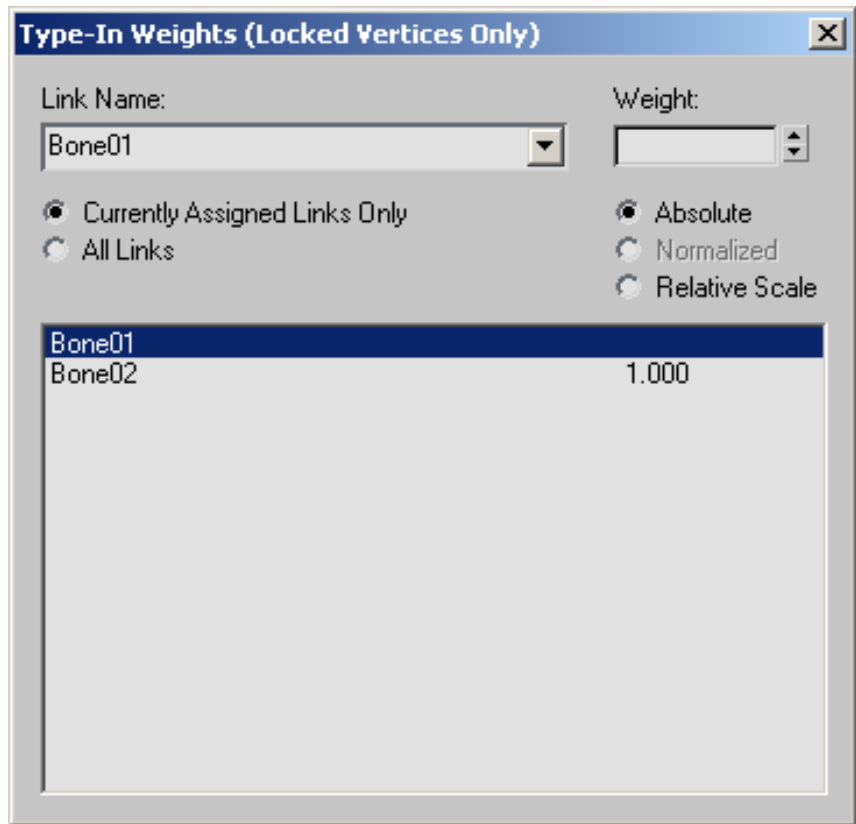 Type-In Weights (Locked Vertices Only)
Link Name:
Weight:
Bone01
Currently Assigned Links Only
All Links
Absolute
Normalized
Relative Scale
Bone01
Bone02 1.000